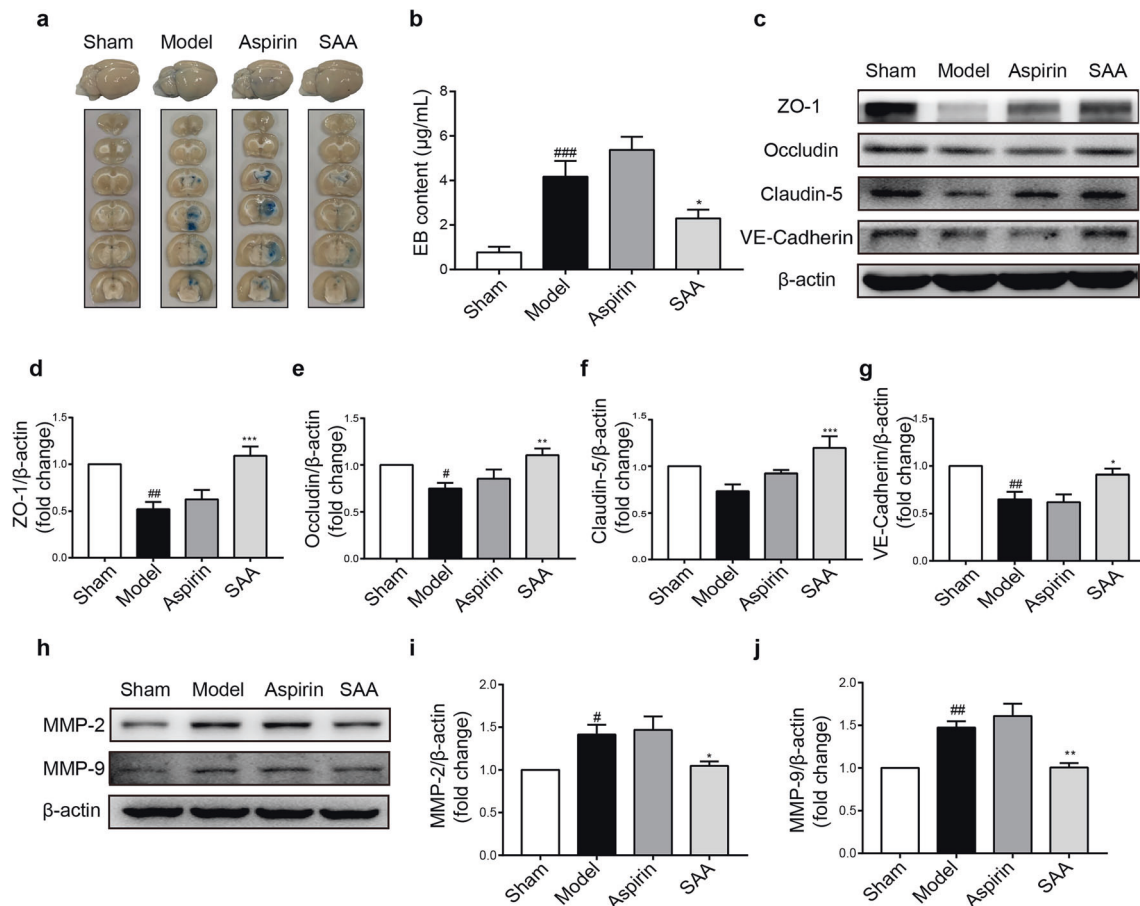 a
Sham Model Aspirin SAA
b
EB content (μg/mL)
8
6
4
2
0
###
*
Sham Model Aspirin SAA
c
Sham Model Aspirin SAA
ZO-1
Occludin
Claudin-5
VE-Cadherin
β-actin
d
ZO-1/β-actin
(fold change)
1.5
1.0
0.5
0.0
##
***
Sham Model Aspirin SAA
e
Occludin/β-actin
(fold change)
1.5
1.0
0.5
0.0
#
**
Sham Model Aspirin SAA
f
Claudin-5/β-actin
(fold change)
1.5
1.0
0.5
0.0
***
Sham Model Aspirin SAA
g
VE-Cadherin/β-actin
(fold change)
1.5
1.0
0.5
0.0
##
*
Sham Model Aspirin SAA
h
Sham Model Aspirin SAA
MMP-2
MMP-9
β-actin
i
MMP-2/β-actin
(fold change)
2.0
1.5
1.0
0.5
0.0
#
*
Sham Model Aspirin SAA
j
MMP-9/β-actin
(fold change)
2.0
1.5
1.0
0.5
0.0
##
**
Sham Model Aspirin SAA